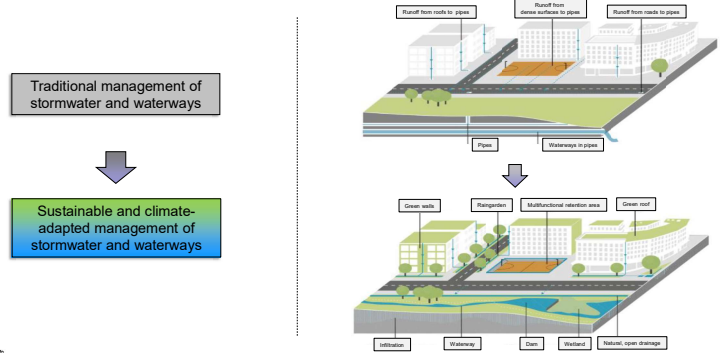 Traditional management of
stormwater and waterways
Sustainable and climate-
adapted management of
stormwater and waterways
Runoff from roofs to pipes
Runoff from
dense surfaces to pipes
Runoff from roads to pipes
Pipes
Waterways in pipes
Green walls
Raingarden
Multifunctional retention area
Green roof
Infiltration
Waterway
Dam
Wetland
Natural, open drainage